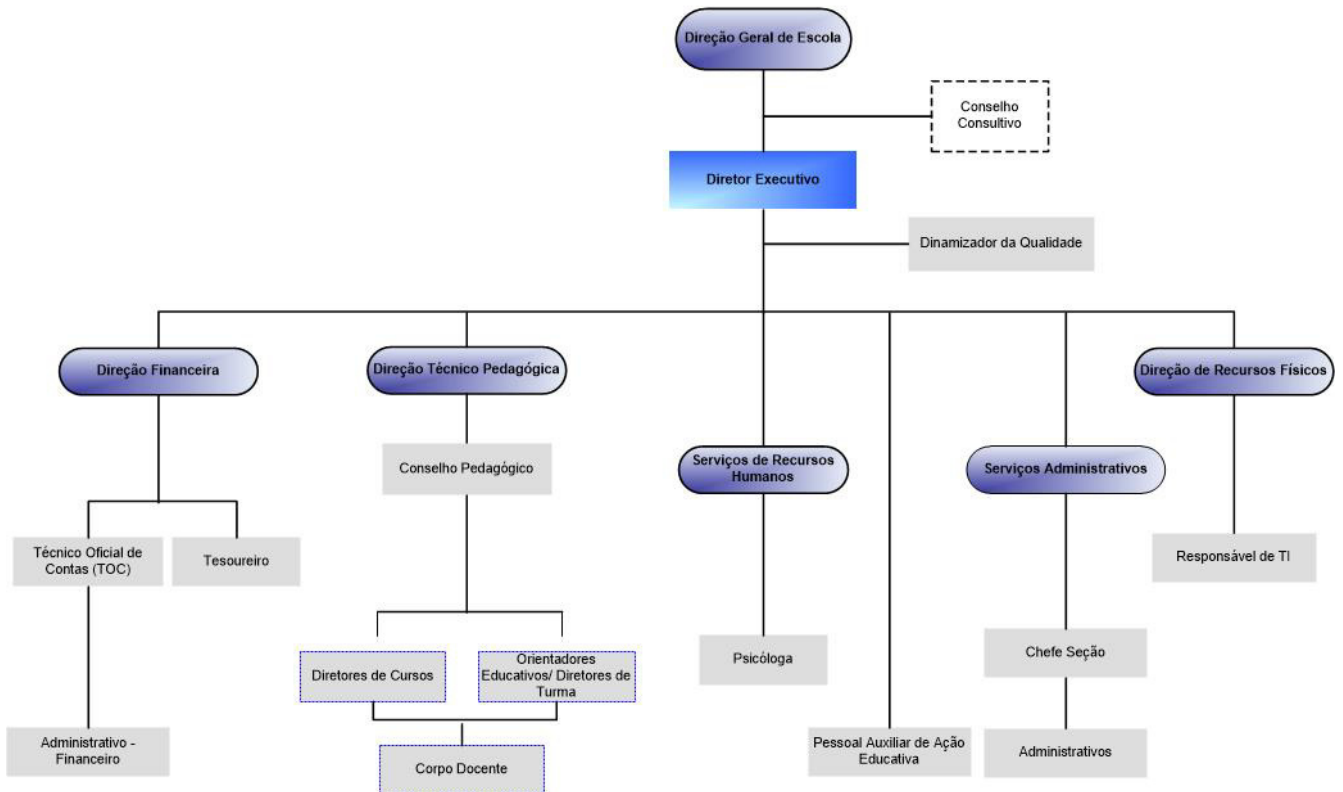 Direção Geral de Escola
Conselho
Consultivo
Diretor Executivo
Dinamizador da Qualidade
Direção Financeira
Direção Técnico Pedagógica
Direção de Recursos Físicos
Conselho Pedagógico
Serviços de Recursos
Humanos
Serviços Administrativos
Técnico Oficial de
Contas (TOC)
Tesoureiro
Responsável de TI
Diretores de Cursos
Orientadores
Educativos/ Diretores de
Turma
Psicóloga
Chefe Seção
Administrativo -
Financeiro
Corpo Docente
Pessoal Auxiliar de Ação
Educativa
Administrativos